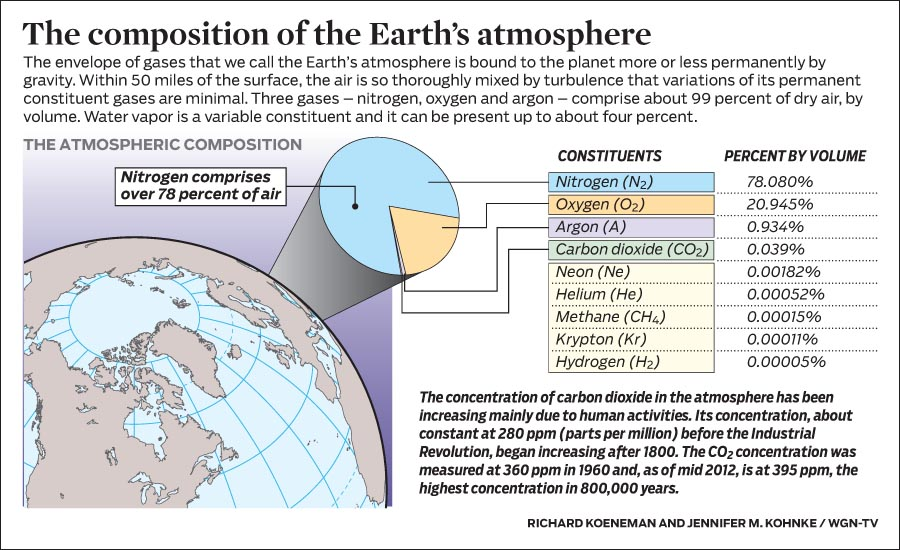 The composition of the Earth's atmosphere
The envelope of gases that we call the Earth's atmosphere is bound to the planet more or less permanently by
gravity. Within 50 miles of the surface, the air is so thoroughly mixed by turbulence that variations of its permanent
constituent gases are minimal. Three gases – nitrogen, oxygen and argon – comprise about 99 percent of dry air, by
volume. Water vapor is a variable constituent and it can be present up to about four percent.
THE ATMOSPHERIC COMPOSITION
Nitrogen comprises
over 78 percent of air
CONSTITUENTS PERCENT BY VOLUME
Nitrogen (N₂) 78.080%
Oxygen (O₂) 20.945%
Argon (A) 0.934%
Carbon dioxide (CO₂) 0.039%
Neon (Ne) 0.00182%
Helium (He) 0.00052%
Methane (CH₄) 0.00015%
Krypton (Kr) 0.00011%
Hydrogen (H₂) 0.00005%
The concentration of carbon dioxide in the atmosphere has been
increasing mainly due to human activities. Its concentration, about
constant at 280 ppm (parts per million) before the Industrial
Revolution, began increasing after 1800. The CO₂ concentration was
measured at 360 ppm in 1960 and, as of mid 2012, is at 395 ppm, the
highest concentration in 800,000 years.
RICHARD KOENEMAN AND JENNIFER M. KOHNKE / WGN-TV